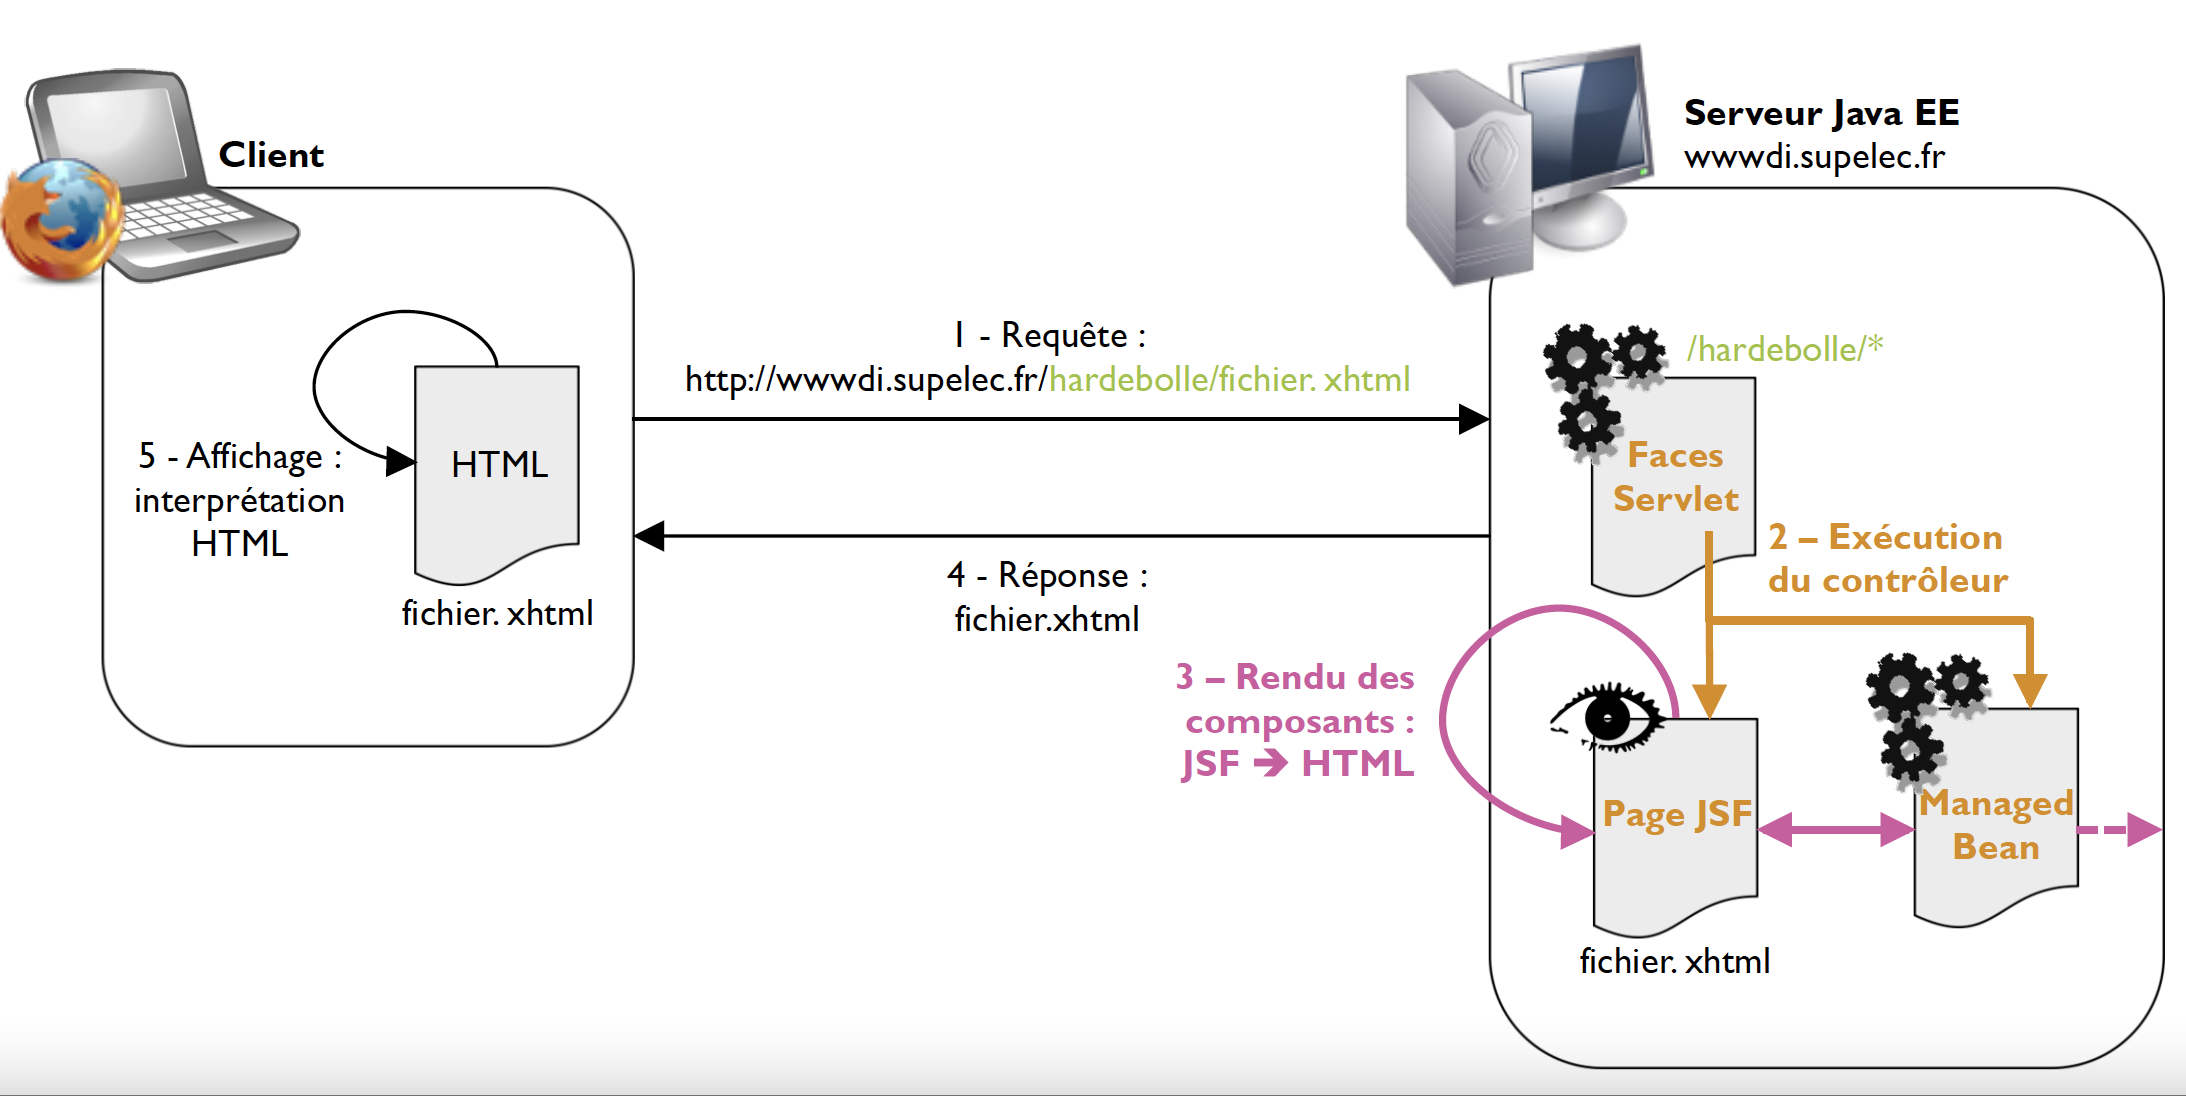 Client
Serveur Java EE
wwwdi.supelec.fr
1 - Requête :
http://wwwdi.supelec.fr/hardebolle/fichier. xhtml
/hardebolle/*
5 - Affichage :
interprétation
HTML
HTML
fichier. xhtml
4 - Réponse :
fichier.xhtml
Faces
Servlet
2 – Exécution
du contrôleur
3 – Rendu des
composants :
JSF ➔ HTML
Page JSF
fichier. xhtml
Managed
Bean